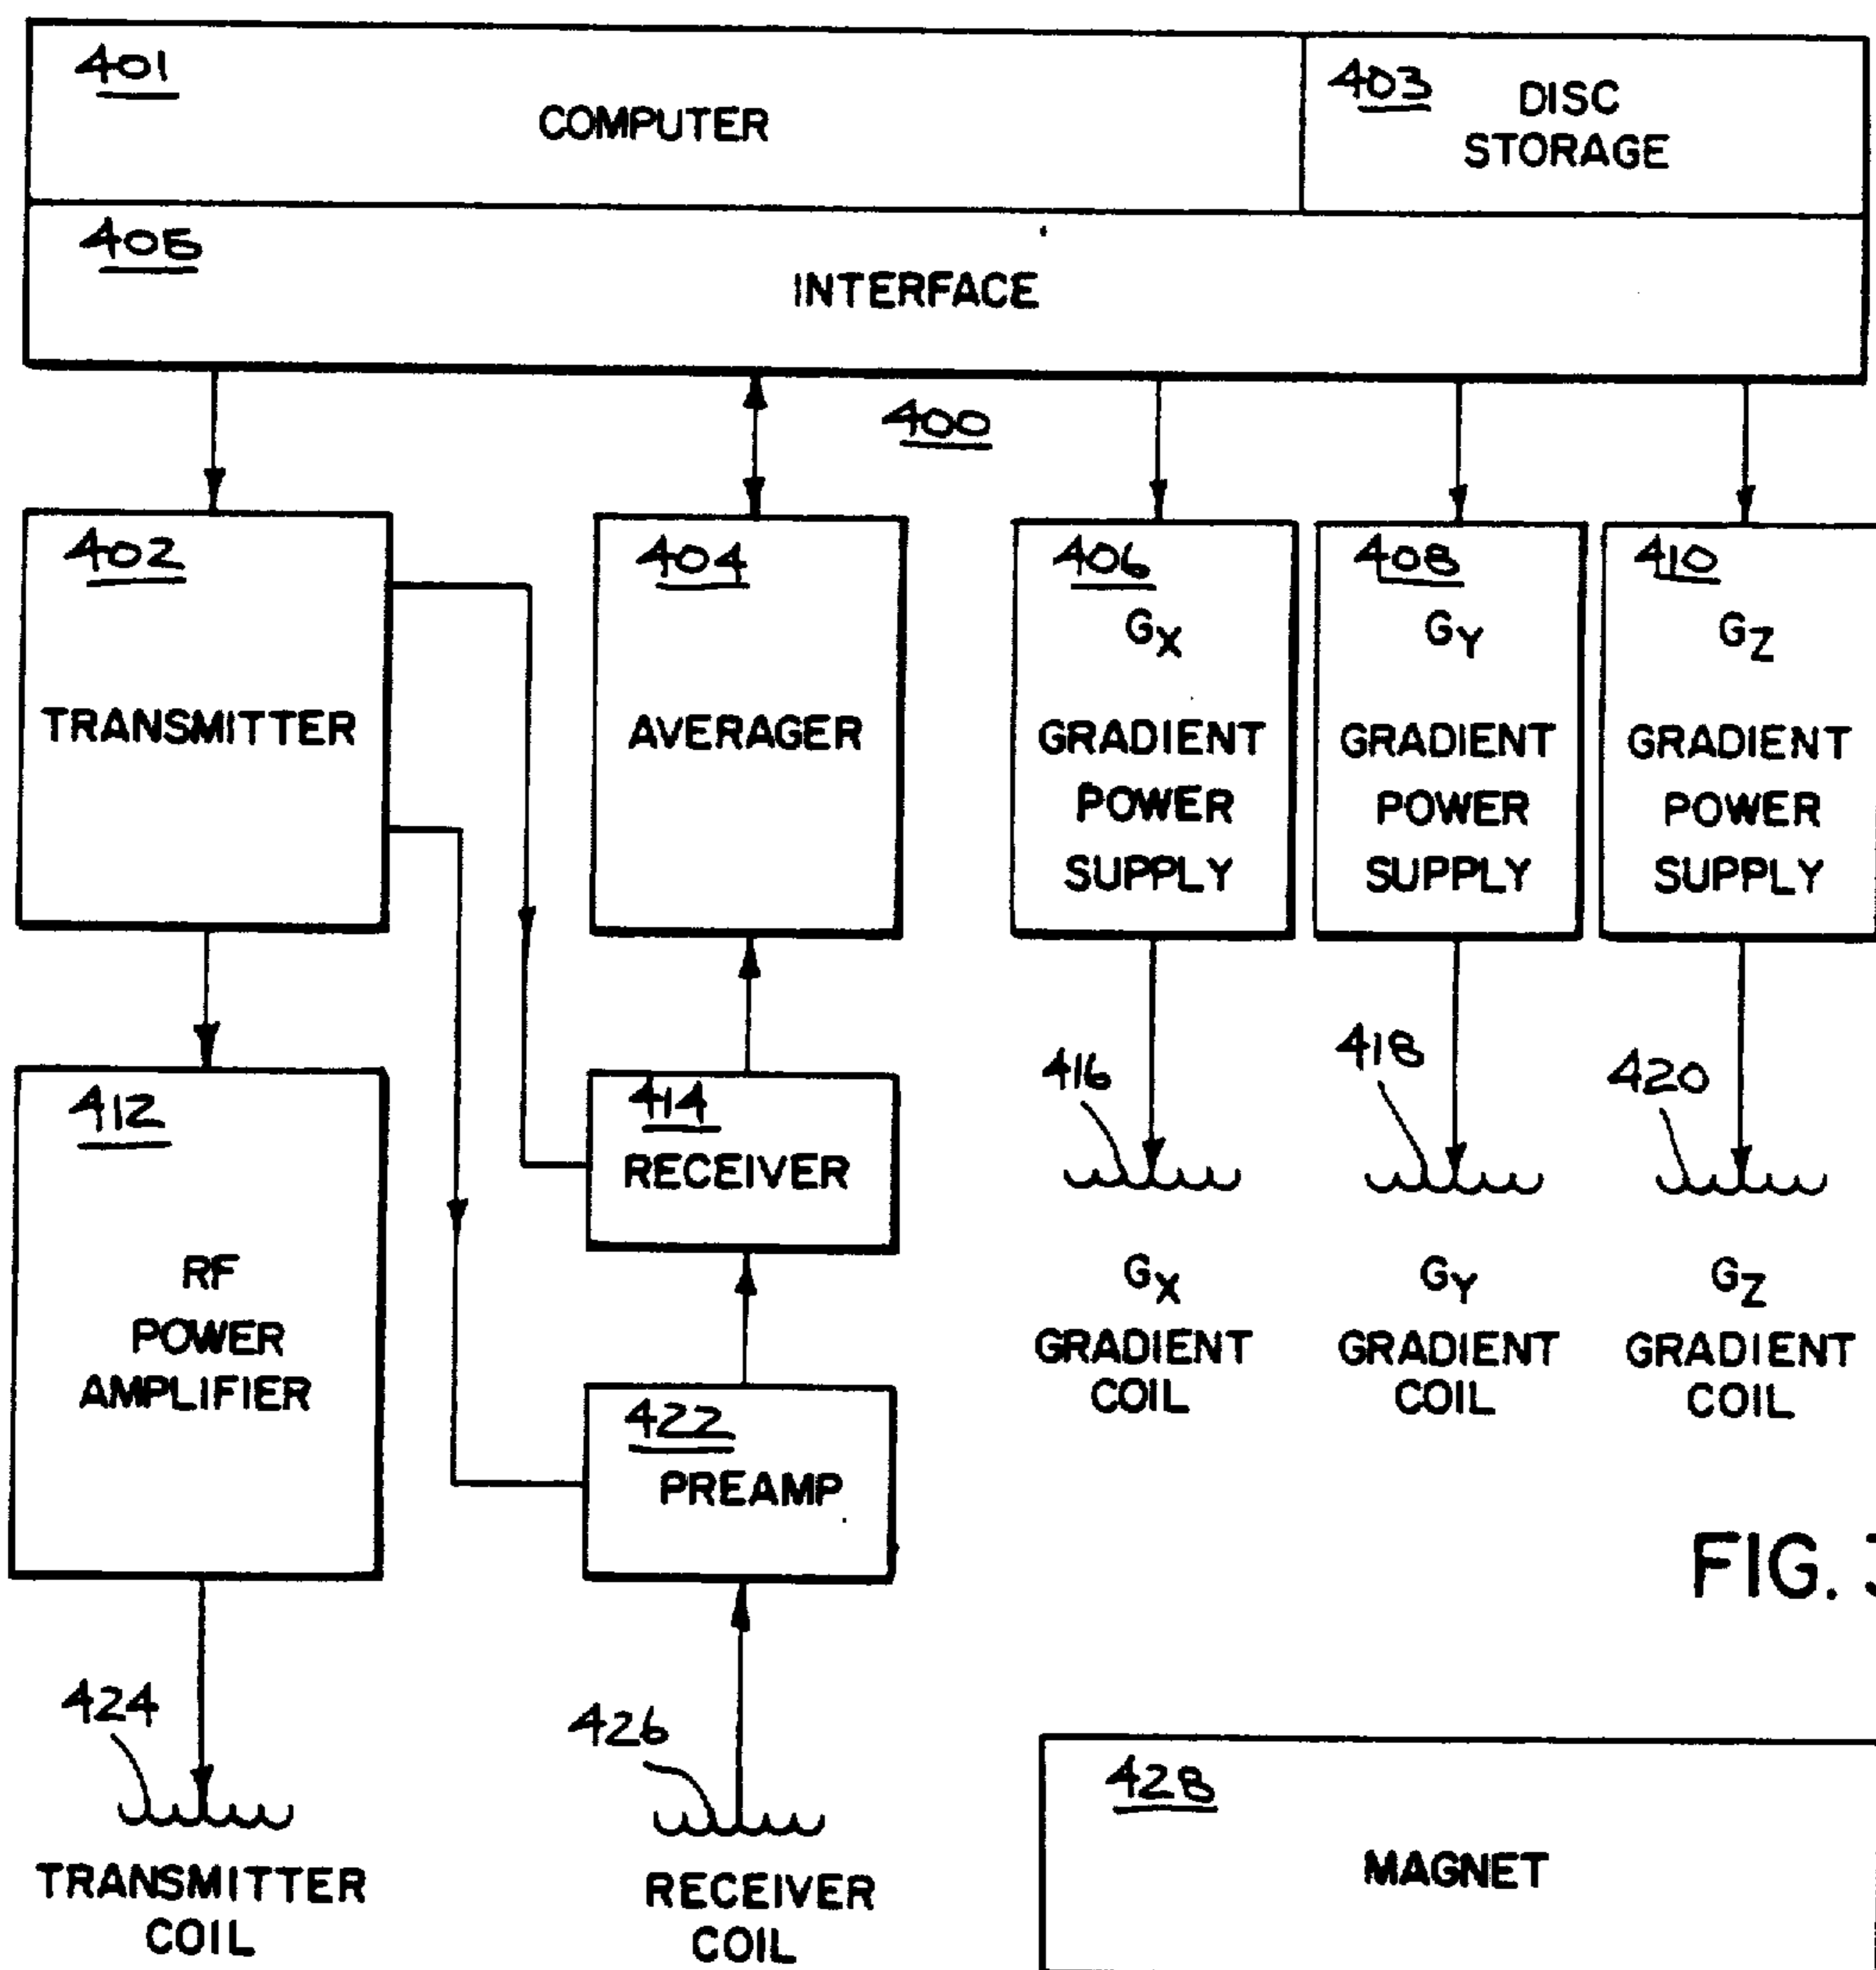 401
COMPUTER
403
DISC
STORAGE
405
INTERFACE
400
402
TRANSMITTER
404
AVERAGER
406
GX
GRADIENT
POWER
SUPPLY
408
GY
GRADIENT
POWER
SUPPLY
410
GZ
GRADIENT
POWER
SUPPLY
412
RF
POWER
AMPLIFIER
414
RECEIVER
416
GX
GRADIENT
COIL
418
GY
GRADIENT
COIL
420
GZ
GRADIENT
COIL
422
PREAMP
FIG.
424
TRANSMITTER
COIL
426
RECEIVER
COIL
428
MAGNET